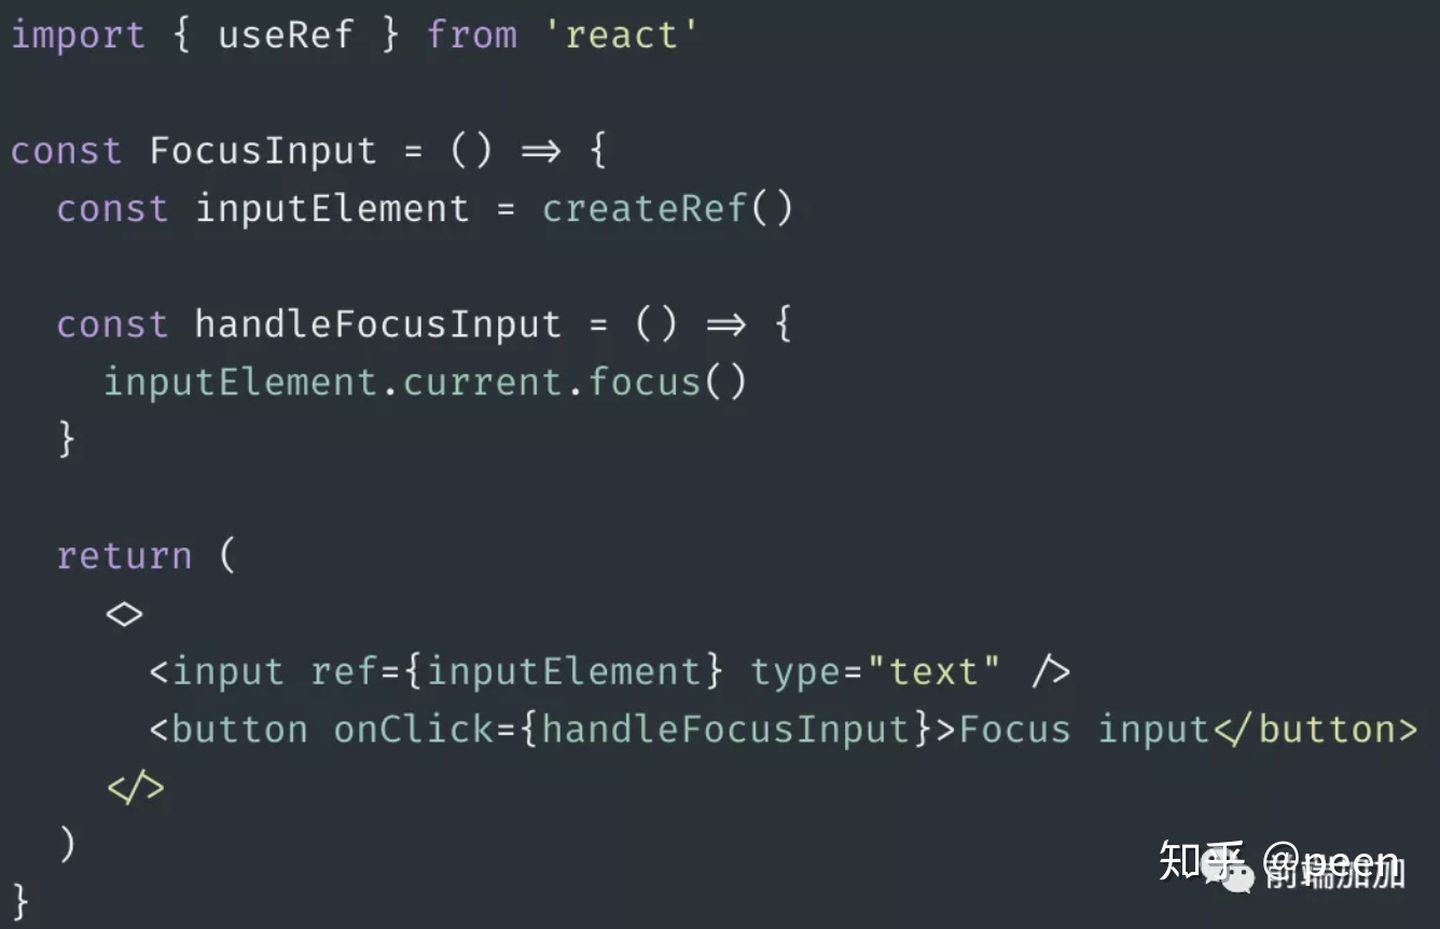 import { useRef } from 'react'
const FocusInput = () => {
const inputElement = createRef()
const handleFocusInput = () => {
inputElement.current.focus()
}
return (
<>
<input ref={inputElement} type="text" />
<button onClick={handleFocusInput}>Focus input</button>
</>
)
}
知乎 @peen
前端加加